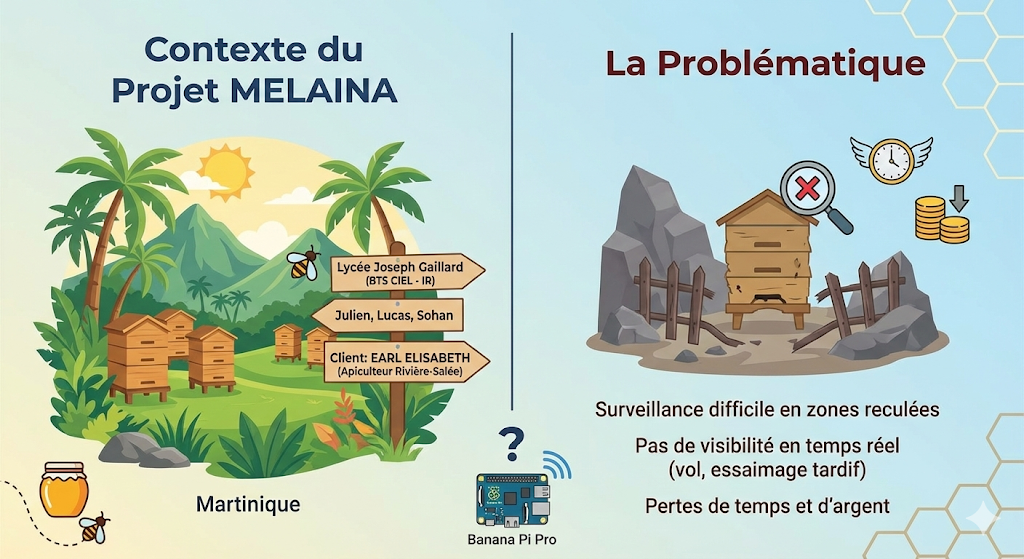 Contexte du
Projet MELAINA
Lycée Joseph Gaillard
(BTS CIEL - IR)
Julien, Lucas, Sohan
Client: EARL ELISABETH
(Apiculteur Rivière-Salée)
Martinique
?
Banana Pi Pro
La Problématique
Surveillance difficile en zones reculées
Pas de visibilité en temps réel
(vol, essaimage tardif)
Pertes de temps et d'argent